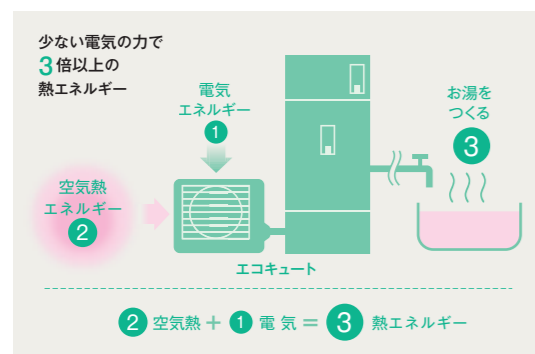 少ない電気の力で
3倍以上の
熱エネルギー
電気
エネルギー
1
お湯を
つくる
3
空気熱
エネルギー
2
エコキュート
2 空気熱 + 1 電気 = 3 熱エネルギー